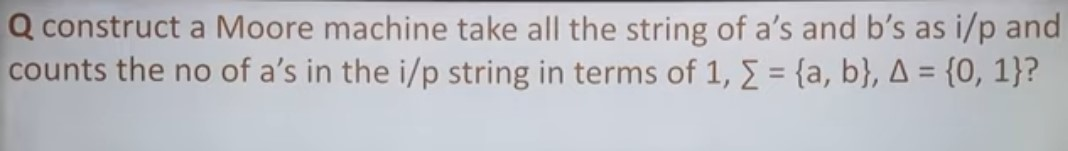 Q construct a Moore machine take all the string of a's and b's as i/p and
counts the no of a's in the i/p string in terms of 1, ∑ = {a, b}, Δ = {0, 1}?